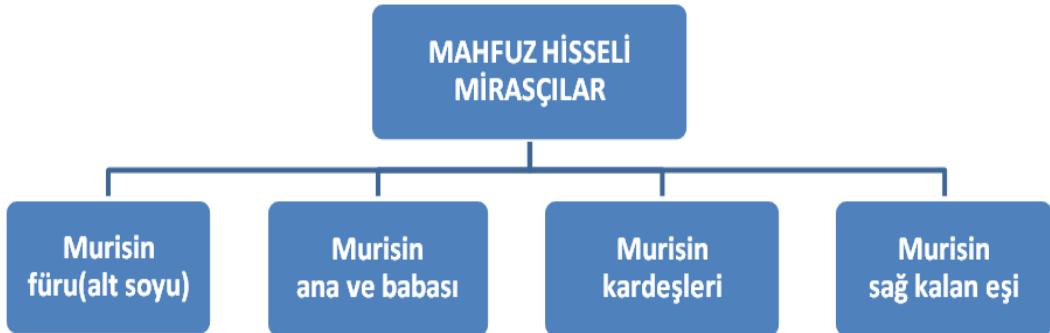 MAHFUZ HİSSELİ
MİRASÇILAR
Murisin
füru(alt soyu)
Murisin
ana ve babası
Murisin
kardeşleri
Murisin
sağ kalan eşi